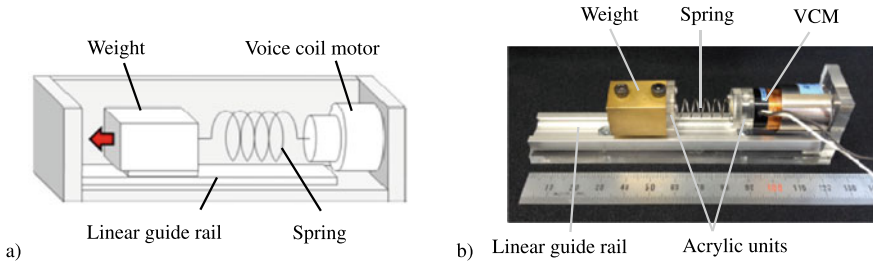 Weight
Voice coil motor
Linear guide rail
Spring
a)
Weight
Spring
VCM
Linear guide rail
Acrylic units
b)